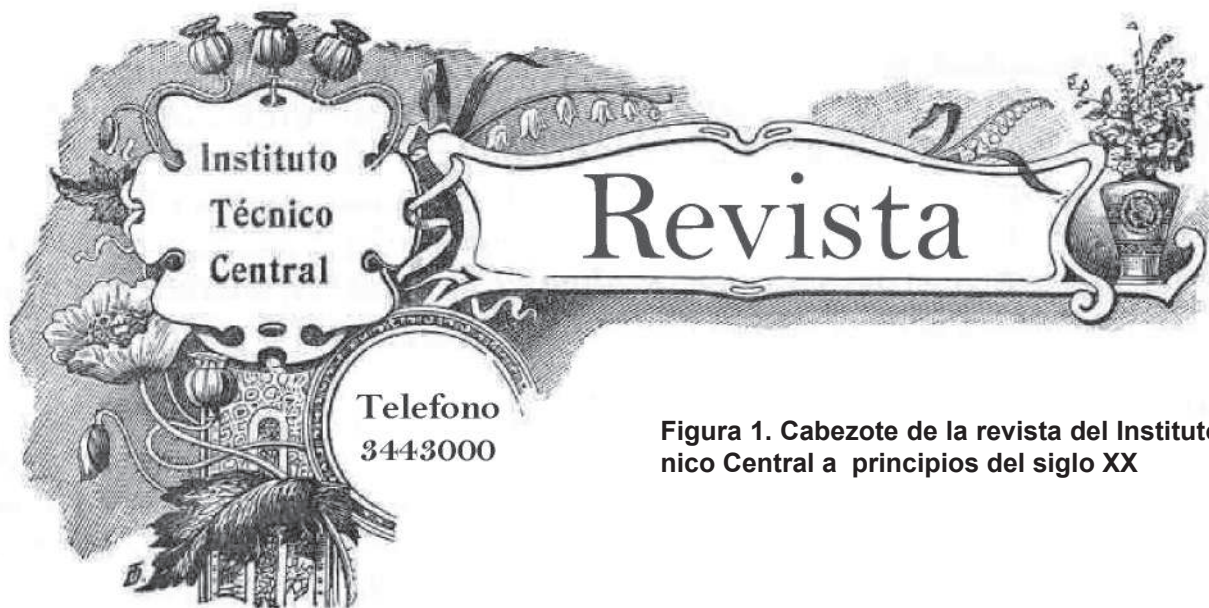 Instituto
Técnico
Central
Revista
Telefono
3443000
Figura 1. Cabezote de la revista del Instituto
nico Central a principios del siglo XX